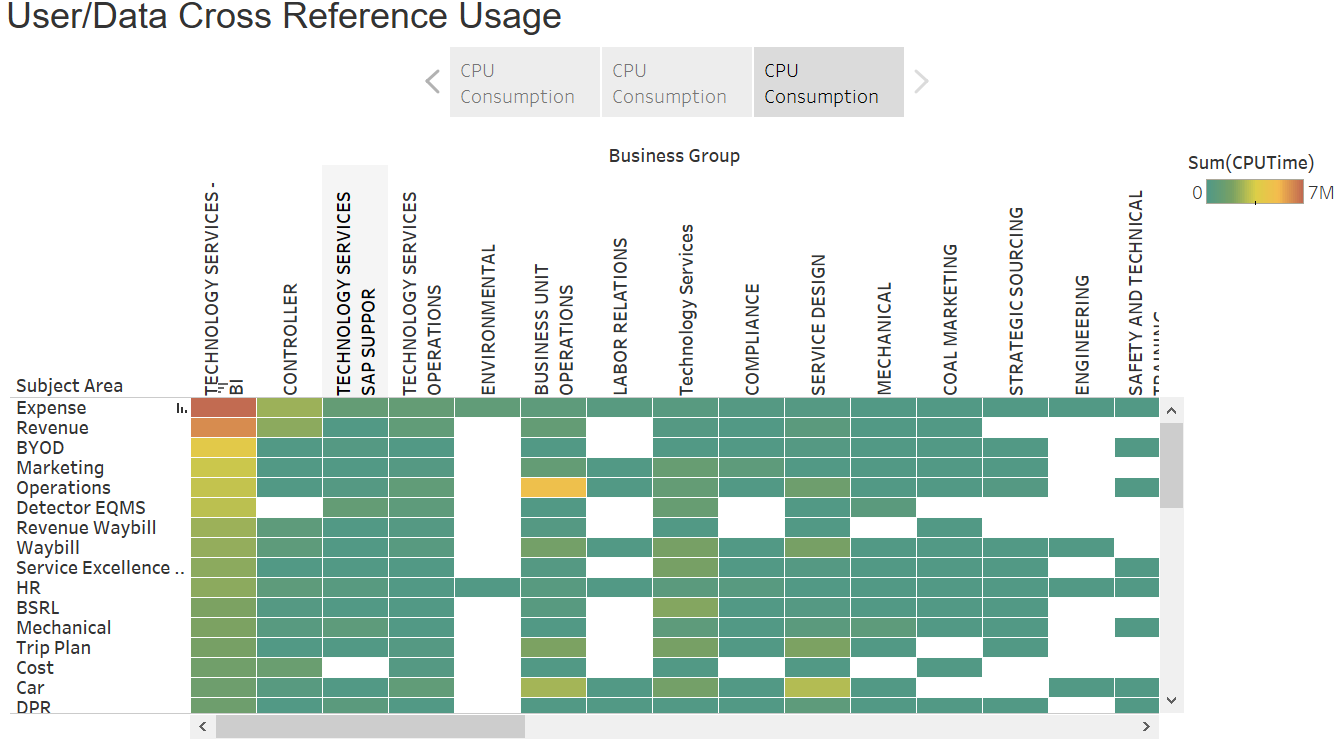 User/Data Cross Reference Usage
CPU
Consumption
CPU
Consumption
CPU
Consumption
Business Group
Sum(CPUTime)
0
7M
TECHNOLOGY SERVICES -
BI
CONTROLLER
TECHNOLOGY SERVICES
SAP SUPPOR
TECHNOLOGY SERVICES
OPERATIONS
ENVIRONMENTAL
BUSINESS UNIT
OPERATIONS
LABOR RELATIONS
Technology Services
COMPLIANCE
SERVICE DESIGN
MECHANICAL
COAL MARKETING
STRATEGIC SOURCING
ENGINEERING
SAFETY AND TECHNICAL
TRAINING
Subject Area
Expense
Revenue
BYOD
Marketing
Operations
Detector EQMS
Revenue Waybill
Waybill
Service Excellence ..
HR
BSRL
Mechanical
Trip Plan
Cost
Car
DPR